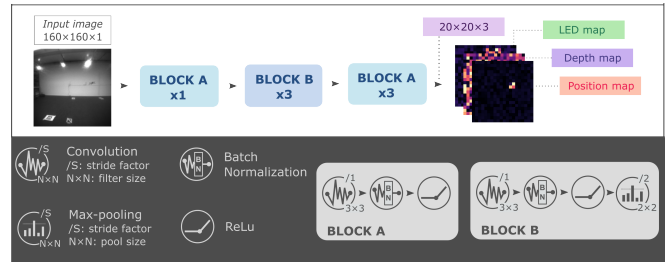 Input image
160×160×1
BLOCK A
x1
BLOCK B
x3
BLOCK A
x3
20×20×3
LED map
Depth map
Position map
/S
N×N
Convolution
/S: stride factor
N×N: filter size
B
N
Batch
Normalization
/S
N×N
Max-pooling
/S: stride factor
N×N: pool size
ReLu
/1
3×3
B
N
BLOCK A
/1
3×3
B
N
/2
2×2
BLOCK B